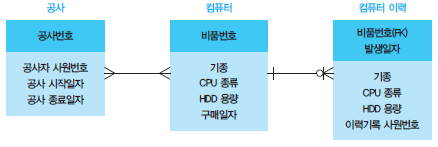 공사
공사번호
공사자 사원번호
공사 시작일자
공사 종료일자
컴퓨터
비품번호
기종
CPU 종류
HDD 용량
구매일자
컴퓨터 이력
비품번호(FK)
발생일자
기종
CPU 종류
HDD 용량
이력기록 사원번호